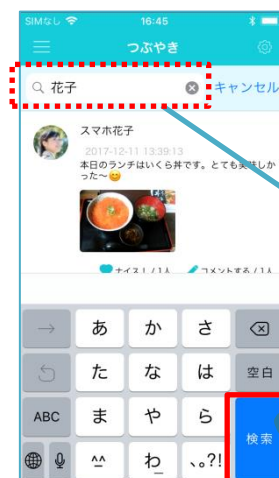 SIMなし 16:45
つぶやき
花子 キャンセル
スマホ花子
2017-12-11 13:39:13
本日のランチはいくら丼です。とても美味しか
った〜😊
ナイス！/1人 コメントする/1人
→ あ か さ
た な は 空白
ABC ま や ら 検索
^^ わ 、。?!